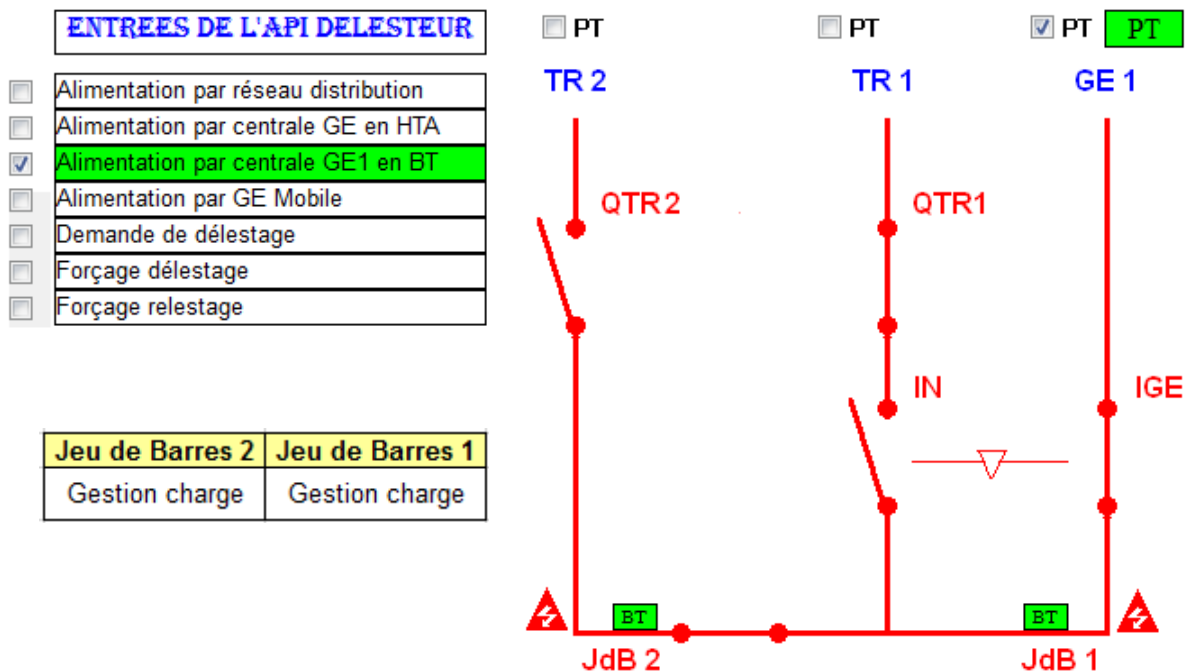 ENTREES DE L'API DELESTEUR
Alimentation par réseau distribution
Alimentation par centrale GE en HTA
Alimentation par centrale GE1 en BT
Alimentation par GE Mobile
Demande de délestage
Forçage délestage
Forçage relestage
Jeu de Barres 2 Jeu de Barres 1
Gestion charge Gestion charge
PT PT PT PT
TR 2 TR 1 GE 1
QTR2 QTR1
IN IGE
BT BT
JdB 2 JdB 1